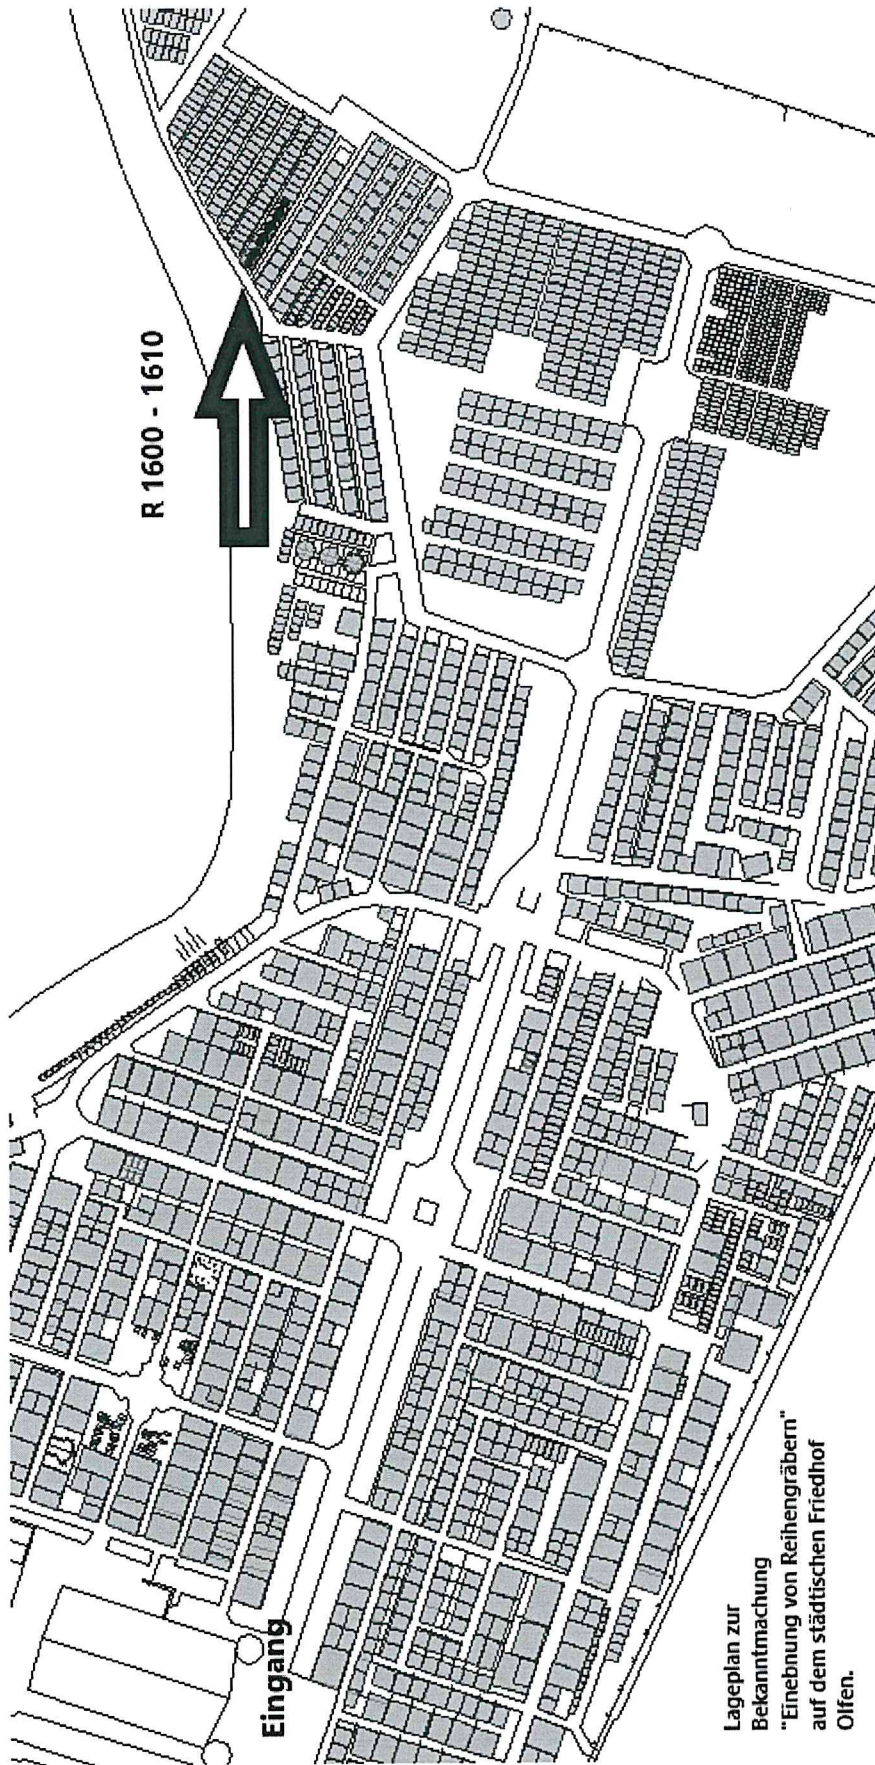 R 1600 - 1610
Eingang
Lageplan zur
Bekanntmachung
"Einebnung von Reihengräbern"
auf dem städtischen Friedhof
Olfen.